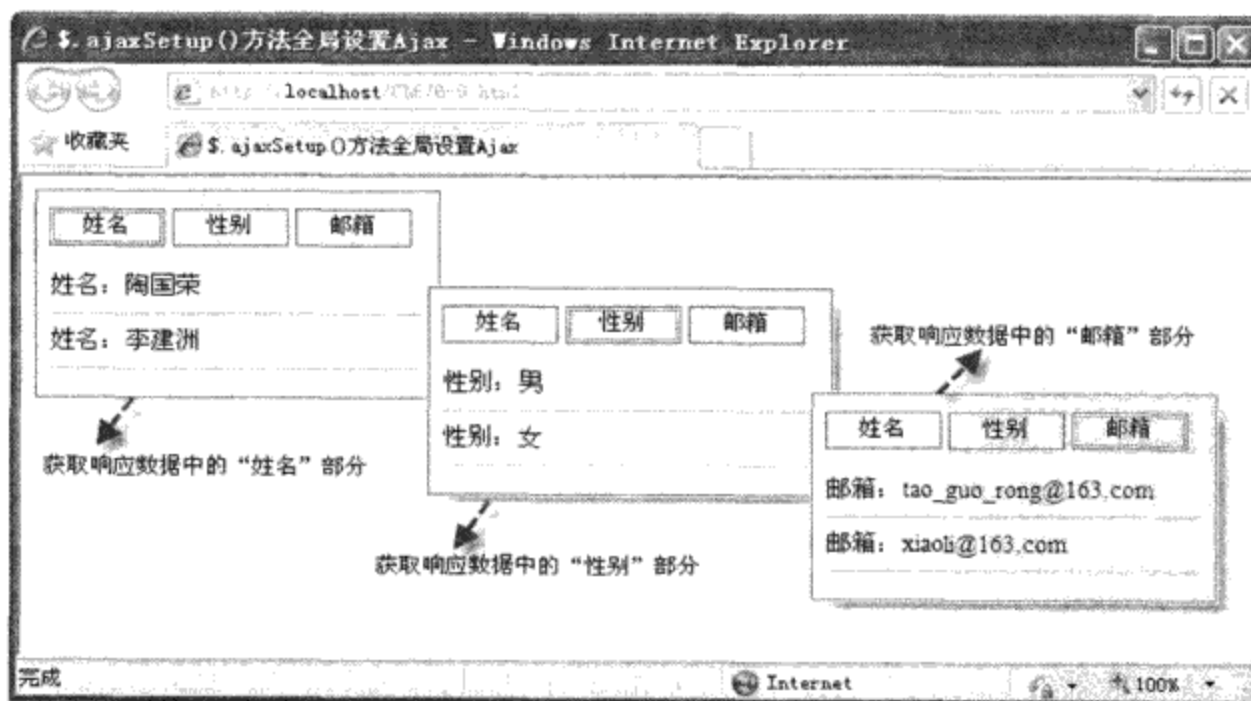 $.ajaxSetup()方法全局设置Ajax - Windows Internet Explorer
localhost
收藏夹
$.ajaxSetup()方法全局设置Ajax
姓名 性别 邮箱
姓名：陶国荣
姓名：李建洲
获取响应数据中的“姓名”部分
姓名 性别 邮箱
性别：男
性别：女
获取响应数据中的“性别”部分
获取响应数据中的“邮箱”部分
姓名 性别 邮箱
邮箱：tao_guo_rong@163.com
邮箱：xiaoli@163.com
完成
Internet
100%